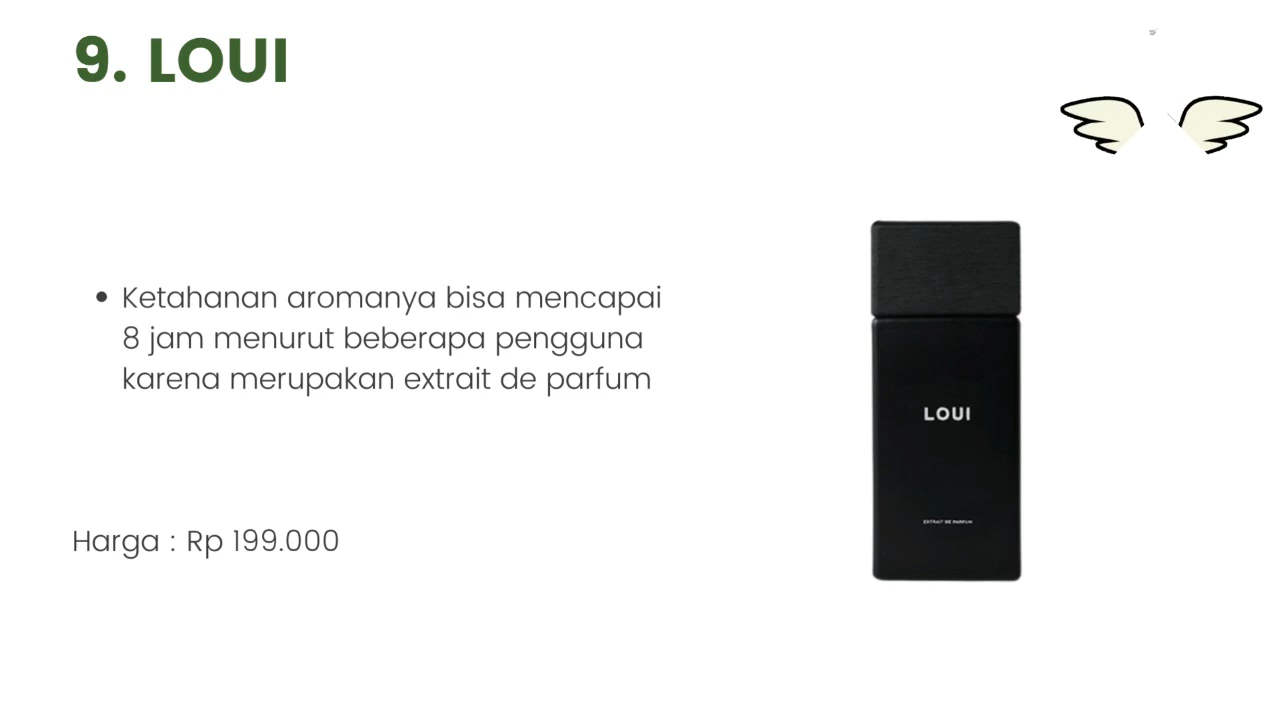 9. LOUI
Ketahanan aromanya bisa mencapai
8 jam menurut beberapa pengguna
karena merupakan extrait de parfum
LOUI
EXTRAIT DE PARFUM
Harga : Rp 199.000